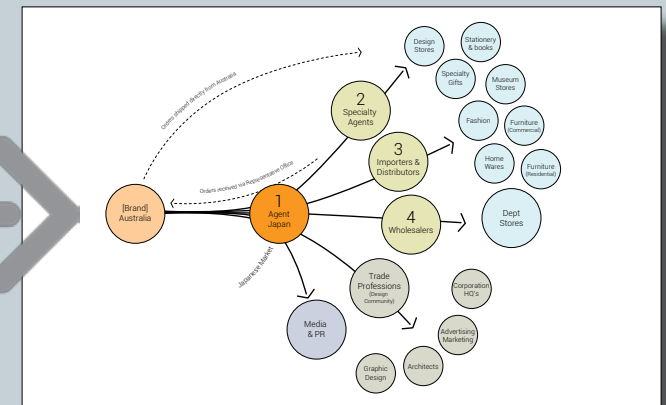 Orders shipped directly from Australia
Orders received via Representative Office
[Brand]
Australia
1
Agent
Japan
Japanese Market
2
Specialty
Agents
3
Importers &
Distributors
4
Wholesalers
Trade
Professions
(Design
Community)
Media
& PR
Design
Stores
Stationery
& books
Specialty
Gifts
Museum
Stores
Fashion
Furniture
(Commercial)
Home
Wares
Furniture
(Residential)
Dept
Stores
Corporation
HQ's
Advertising
Marketing
Architects
Graphic
Design